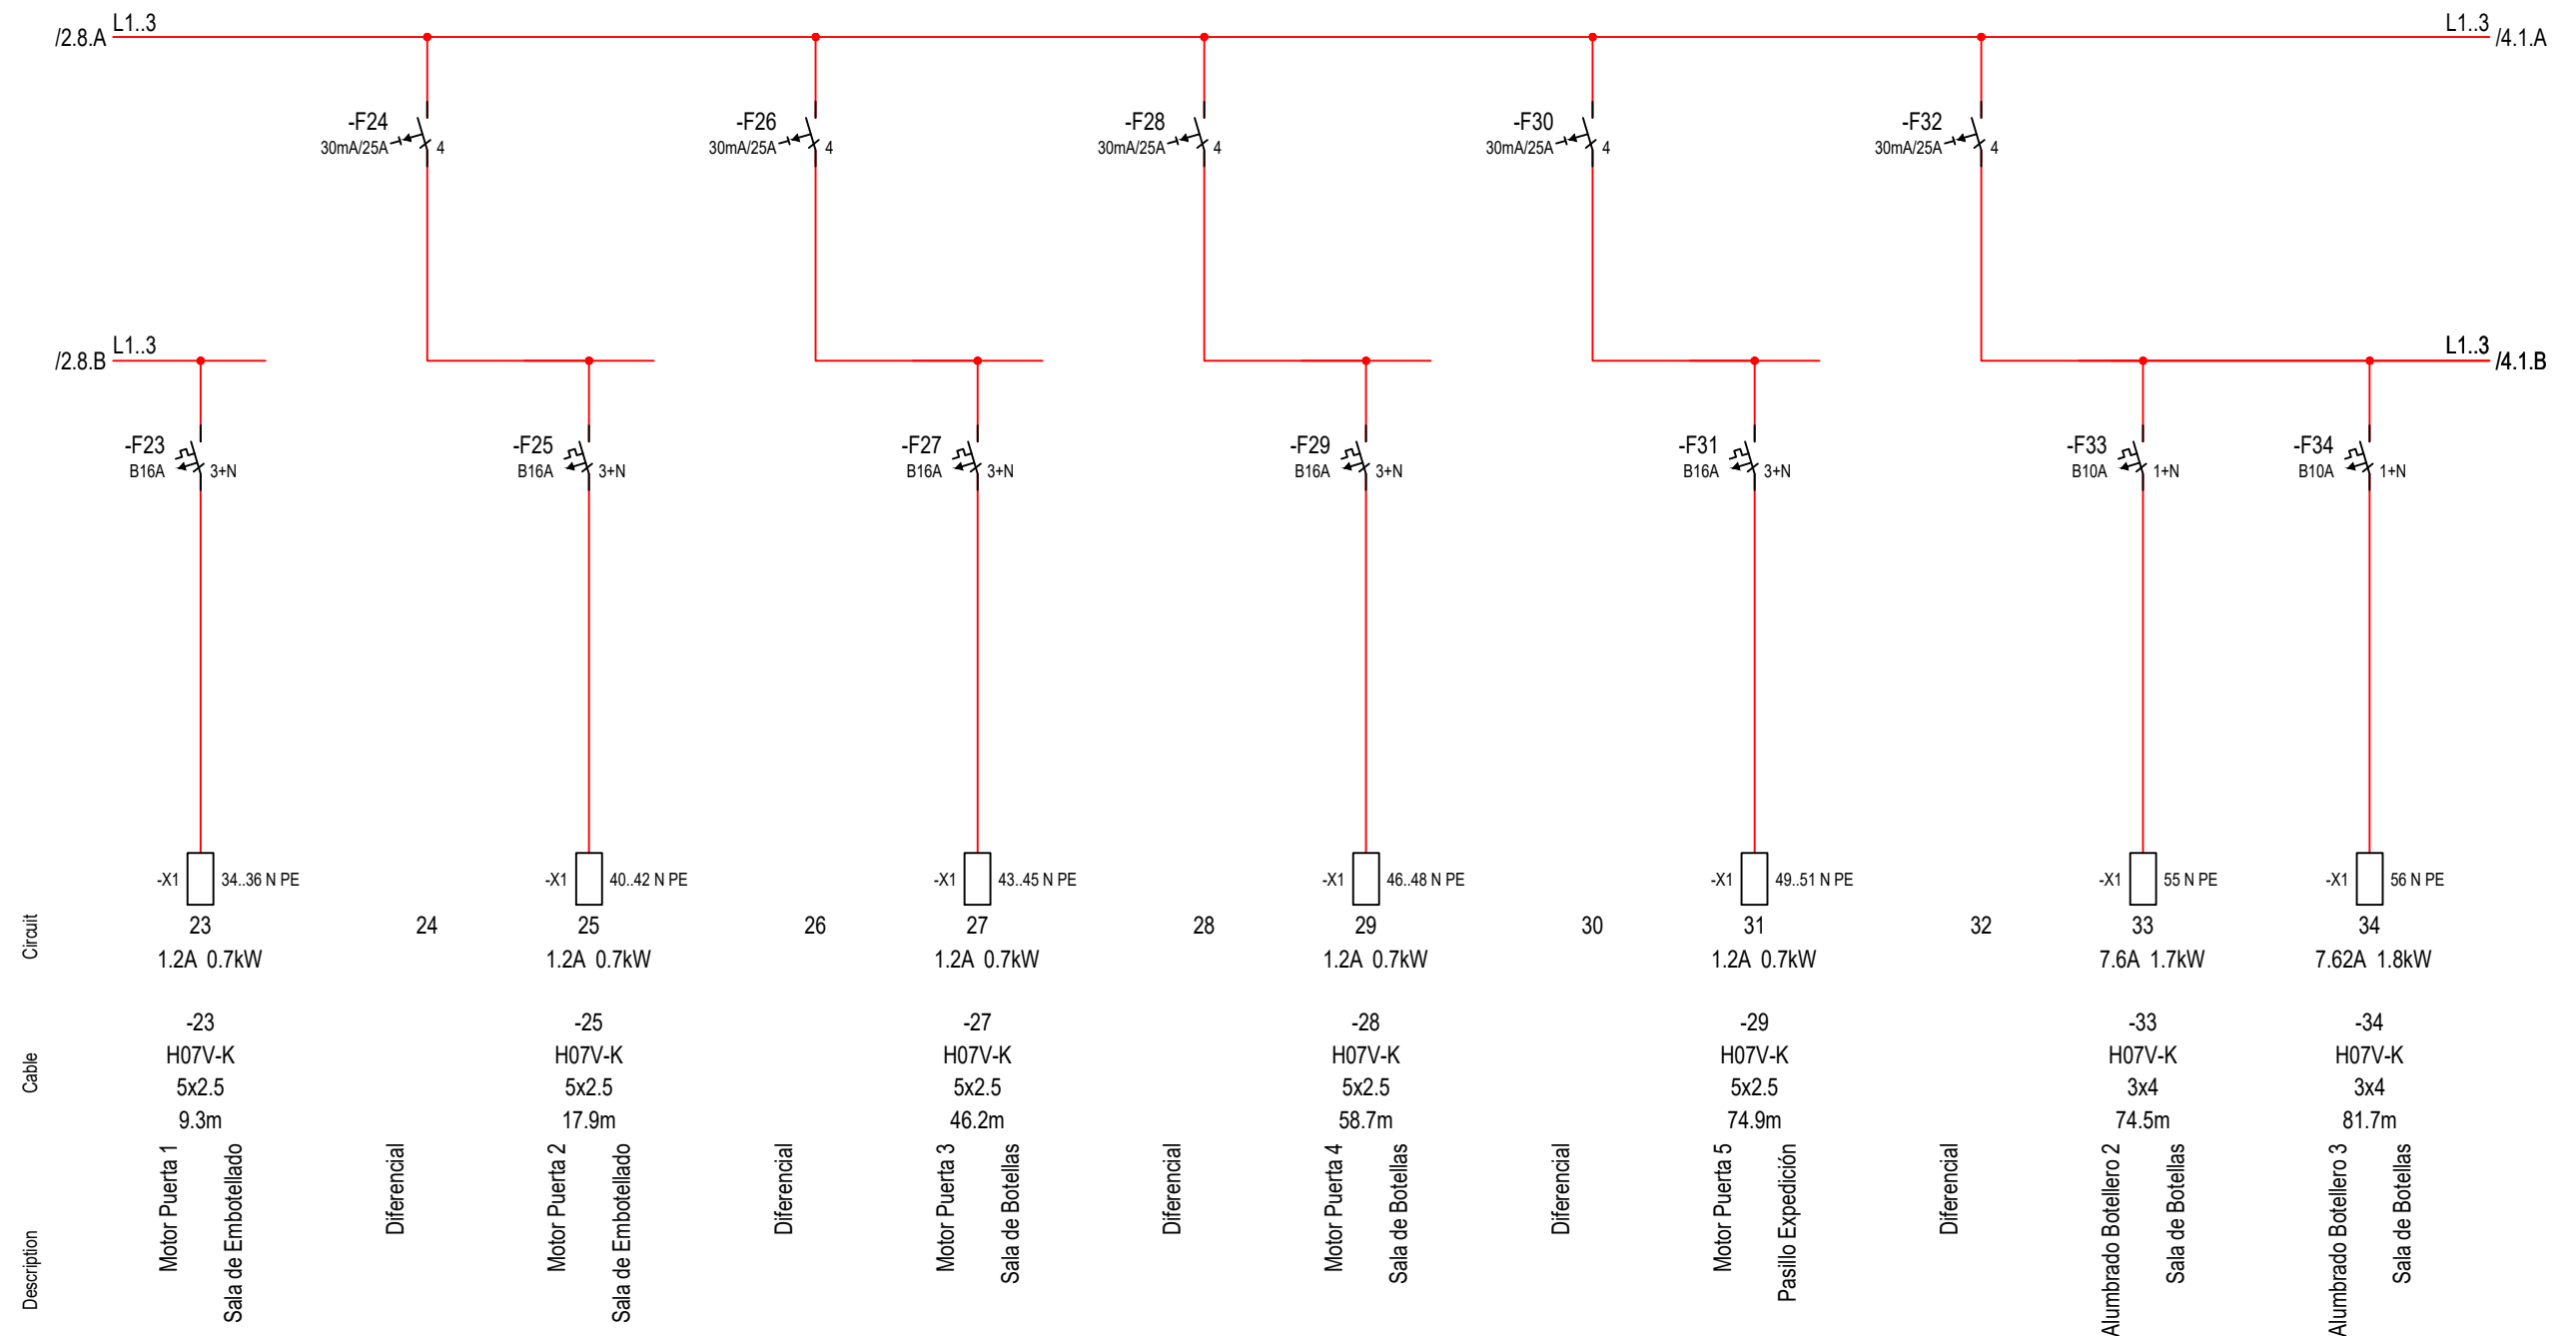 L1..3
L1..3
/2.8.A
/4.1.A
-F24
30mA/25A
4
-F26
30mA/25A
4
-F28
30mA/25A
4
-F30
30mA/25A
4
-F32
30mA/25A
4
L1..3
L1..3
/2.8.B
/4.1.B
-F23
B16A
3+N
-F25
B16A
3+N
-F27
B16A
3+N
-F29
B16A
3+N
-F31
B16A
3+N
-F33
B10A
1+N
-F34
B10A
1+N
-X1
34..36 N PE
-X1
40..42 N PE
-X1
43..45 N PE
-X1
46..48 N PE
-X1
49..51 N PE
-X1
55 N PE
-X1
56 N PE
Circuit
23
24
25
26
27
28
29
30
31
32
33
34
1.2A 0.7kW
1.2A 0.7kW
1.2A 0.7kW
1.2A 0.7kW
1.2A 0.7kW
7.6A 1.7kW
7.62A 1.8kW
Cable
-23
-25
-27
-28
-29
-33
-34
H07V-K
H07V-K
H07V-K
H07V-K
H07V-K
H07V-K
H07V-K
5x2.5
5x2.5
5x2.5
5x2.5
5x2.5
3x4
3x4
9.3m
17.9m
46.2m
58.7m
74.9m
74.5m
81.7m
Description
Motor Puerta 1
Sala de Embotellado
Diferencial
Motor Puerta 2
Sala de Embotellado
Diferencial
Motor Puerta 3
Sala de Botellas
Diferencial
Motor Puerta 4
Sala de Botellas
Diferencial
Motor Puerta 5
Pasillo Expedición
Diferencial
Alumbrado Botellero 2
Sala de Botellas
Alumbrado Botellero 3
Sala de Botellas